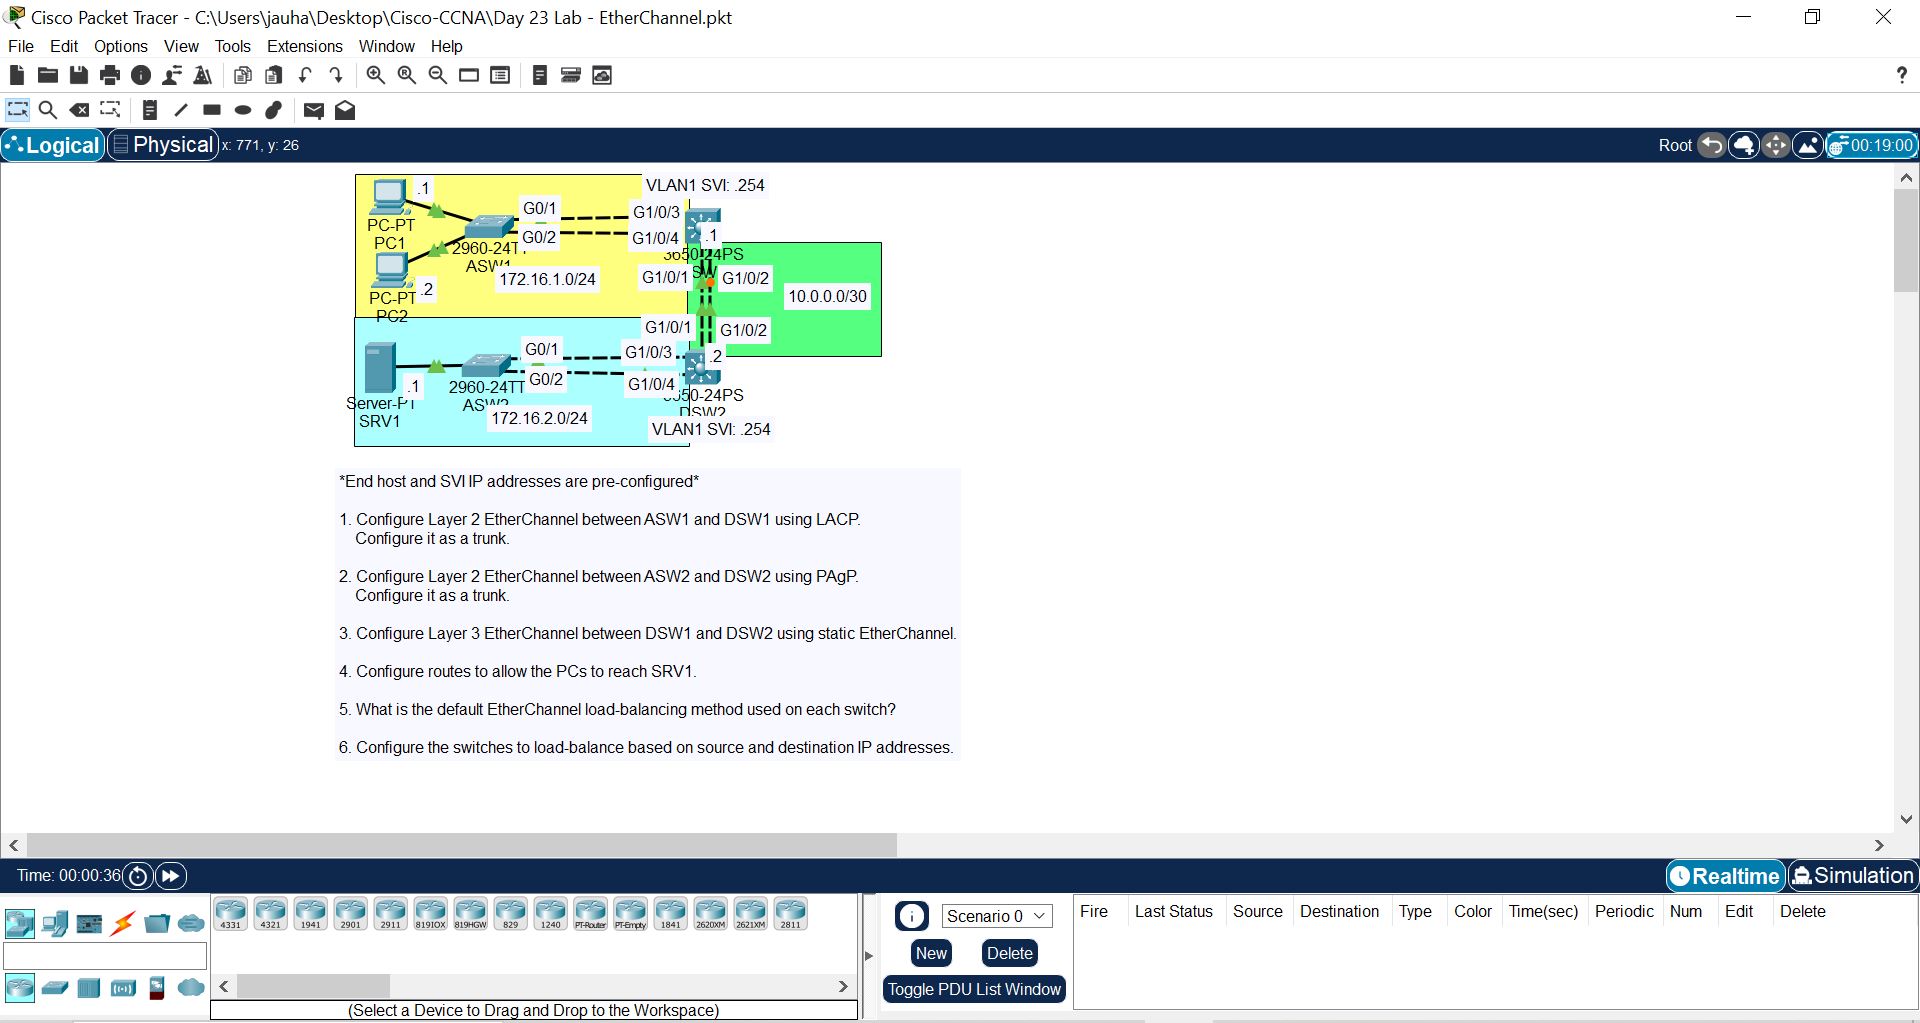 Cisco Packet Tracer - C:\Users\jauha\Desktop\Cisco-CCNA\Day 23 Lab - EtherChannel.pkt
File Edit Options View Tools Extensions Window Help
?
Logical Physical x: 771, y: 26 Root 00:19:00
VLAN1 SVI: .254
.1
G0/1
G1/0/3
PC-PT
PC1
G0/2
G1/0/4
.1
2960-24TT
ASW1
3650-24PS
172.16.1.0/24
G1/0/1
G1/0/2
.2
PC-PT
PC2
10.0.0.0/30
G1/0/1
G1/0/2
G0/1
G1/0/3
.2
.1
2960-24TT
G0/2
G1/0/4
ASW2
3650-24PS
DSW2
Server-PT
SRV1
172.16.2.0/24
VLAN1 SVI: .254
*End host and SVI IP addresses are pre-configured*
1. Configure Layer 2 EtherChannel between ASW1 and DSW1 using LACP.
Configure it as a trunk.
2. Configure Layer 2 EtherChannel between ASW2 and DSW2 using PAgP.
Configure it as a trunk.
3. Configure Layer 3 EtherChannel between DSW1 and DSW2 using static EtherChannel.
4. Configure routes to allow the PCs to reach SRV1.
5. What is the default EtherChannel load-balancing method used on each switch?
6. Configure the switches to load-balance based on source and destination IP addresses.
Time: 00:00:36 Realtime Simulation
4331 4321 1941 2901 2911 819IOX 819HGW 829 1240 PT-Router PT-Empty 1841 2620XM 2621XM 2811
Scenario 0
New Delete
Toggle PDU List Window
Fire Last Status Source Destination Type Color Time(sec) Periodic Num Edit Delete
(Select a Device to Drag and Drop to the Workspace)